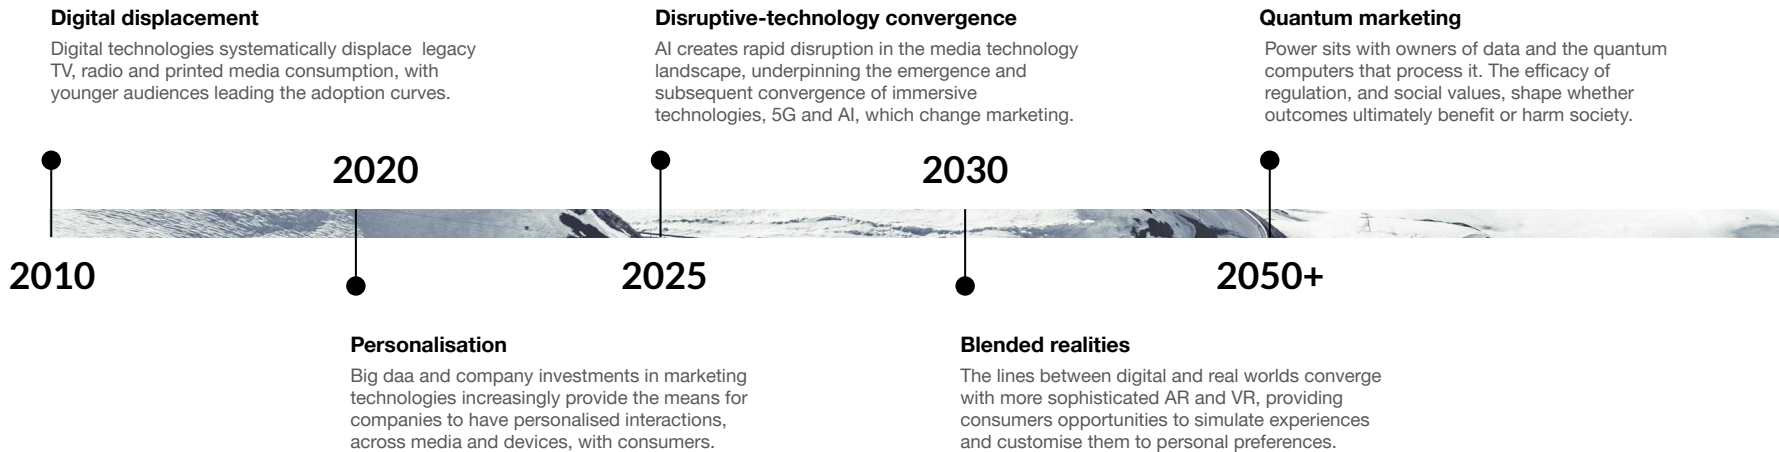 Digital displacement
Digital technologies systematically displace  legacy
TV, radio and printed media consumption, with
younger audiences leading the adoption curves.
Disruptive-technology convergence
AI creates rapid disruption in the media technology
landscape, underpinning the emergence and
subsequent convergence of immersive
technologies, 5G and AI, which change marketing.
Quantum marketing
Power sits with owners of data and the quantum
computers that process it. The efficacy of
regulation, and social values, shape whether
outcomes ultimately benefit or harm society.
2020
2030
2010
2025
2050+
Personalisation
Big daa and company investments in marketing
technologies increasingly provide the means for
companies to have personalised interactions,
across media and devices, with consumers.
Blended realities
The lines between digital and real worlds converge
with more sophisticated AR and VR, providing
consumers opportunities to simulate experiences
and customise them to personal preferences.